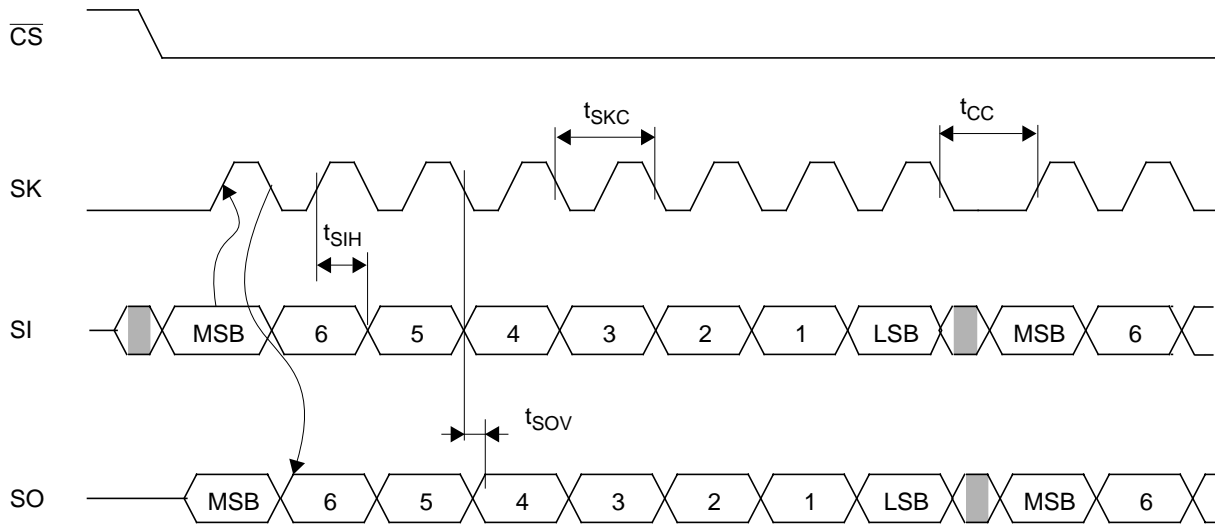 CS
tSKC
tCC
SK
tSIH
SI MSB 6 5 4 3 2 1 LSB MSB 6
tSOV
SO MSB 6 5 4 3 2 1 LSB MSB 6